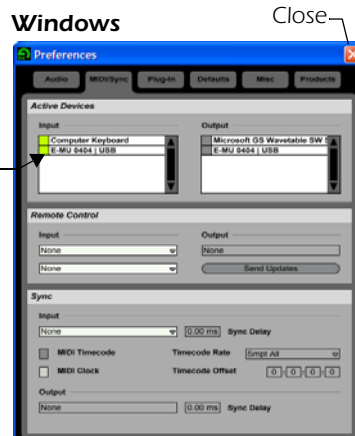 Windows
Close
Preferences
Audio MIDI/Sync Plug-In Defaults Misc Products
Active Devices
Input Output
Computer Keyboard Microsoft GS Wavetable SW
E-MU 0404 | USB E-MU 0404 | USB
Remote Control
Input Output
None None
None Send Updates
Sync
Input
None 0.00 ms Sync Delay
MIDI Timecode Timecode Rate Smpt All
MIDI Clock Timecode Offset 0 0 0 0
Output
None 0.00 ms Sync Delay